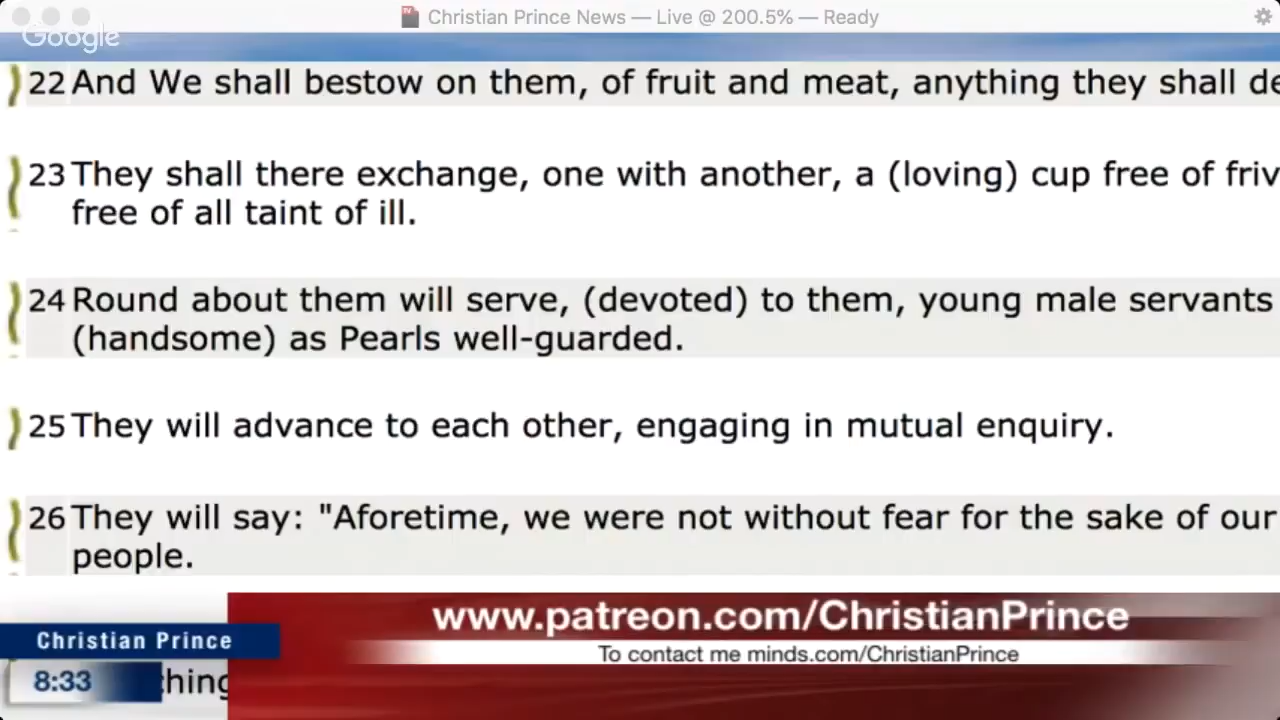 Christian Prince News — Live @ 200.5% — Ready
Google
22 And We shall bestow on them, of fruit and meat, anything they shall
23 They shall there exchange, one with another, a (loving) cup free of
free of all taint of ill.
24 Round about them will serve, (devoted) to them, young male servants
(handsome) as Pearls well-guarded.
25 They will advance to each other, engaging in mutual enquiry.
26 They will say: "Aforetime, we were not without fear for the sake of our
people.
www.patreon.com/ChristianPrince
Christian Prince
To contact me minds.com/ChristianPrince
8:33